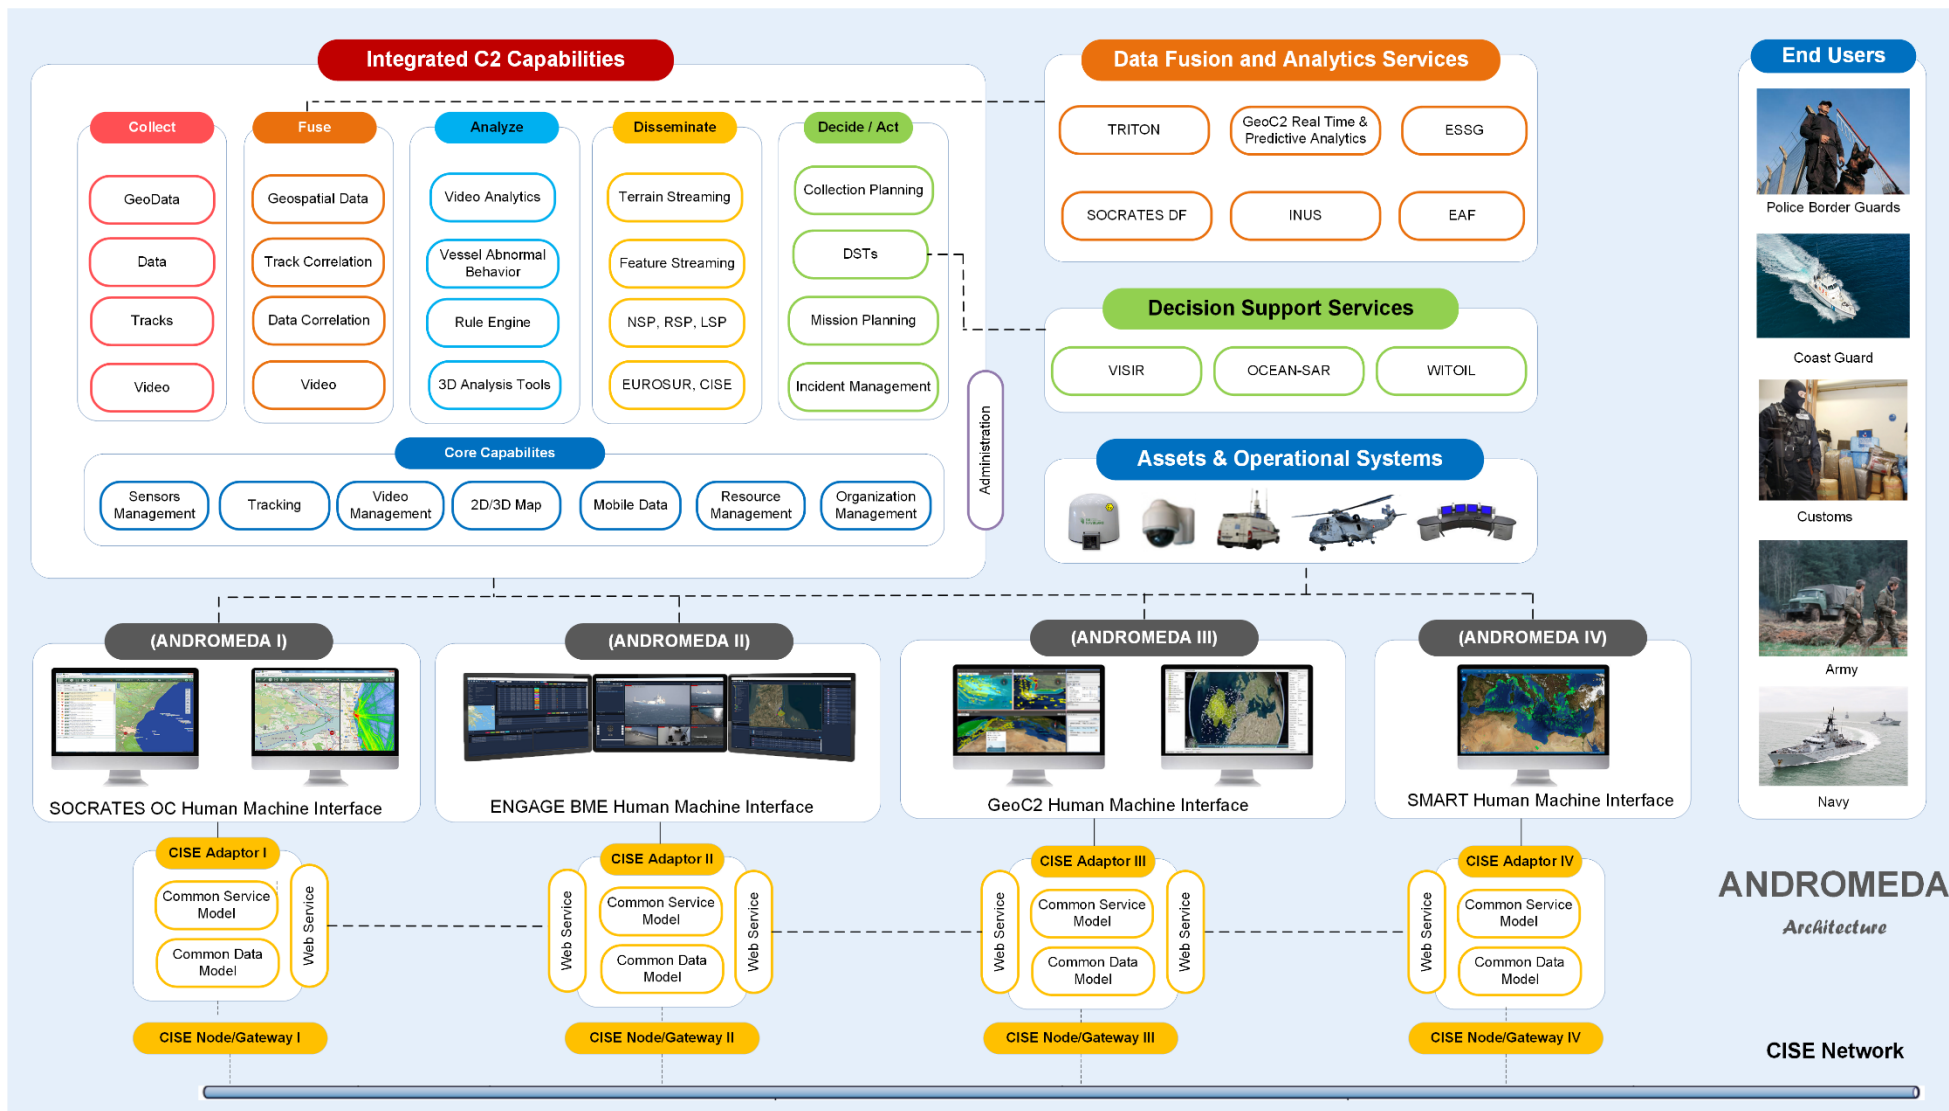 Integrated C2 Capabilities
Collect
GeoData
Data
Tracks
Video
Fuse
Geospatial Data
Track Correlation
Data Correlation
Video
Analyze
Video Analytics
Vessel Abnormal
Behavior
Rule Engine
3D Analysis Tools
Disseminate
Terrain Streaming
Feature Streaming
NSP, RSP, LSP
EUROSUR, CISE
Decide / Act
Collection Planning
DSTs
Mission Planning
Incident Management
Core Capabilites
Sensors
Management
Tracking
Video
Management
2D/3D Map
Mobile Data
Resource
Management
Organization
Management
Administration
Data Fusion and Analytics Services
TRITON
GeoC2 Real Time &
Predictive Analytics
ESSG
SOCRATES DF
INUS
EAF
Decision Support Services
VISIR
OCEAN-SAR
WITOIL
Assets & Operational Systems
End Users
Police Border Guards
Coast Guard
Customs
Army
Navy
(ANDROMEDA I)
SOCRATES OC Human Machine Interface
(ANDROMEDA II)
ENGAGE BME Human Machine Interface
(ANDROMEDA III)
GeoC2 Human Machine Interface
(ANDROMEDA IV)
SMART Human Machine Interface
CISE Adaptor I
Common Service
Model
Common Data
Model
Web Service
Web Service
CISE Adaptor II
Common Service
Model
Common Data
Model
Web Service
Web Service
CISE Adaptor III
Common Service
Model
Common Data
Model
Web Service
Web Service
CISE Adaptor IV
Common Service
Model
Common Data
Model
ANDROMEDA
Architecture
CISE Node/Gateway I
CISE Node/Gateway II
CISE Node/Gateway III
CISE Node/Gateway IV
CISE Network